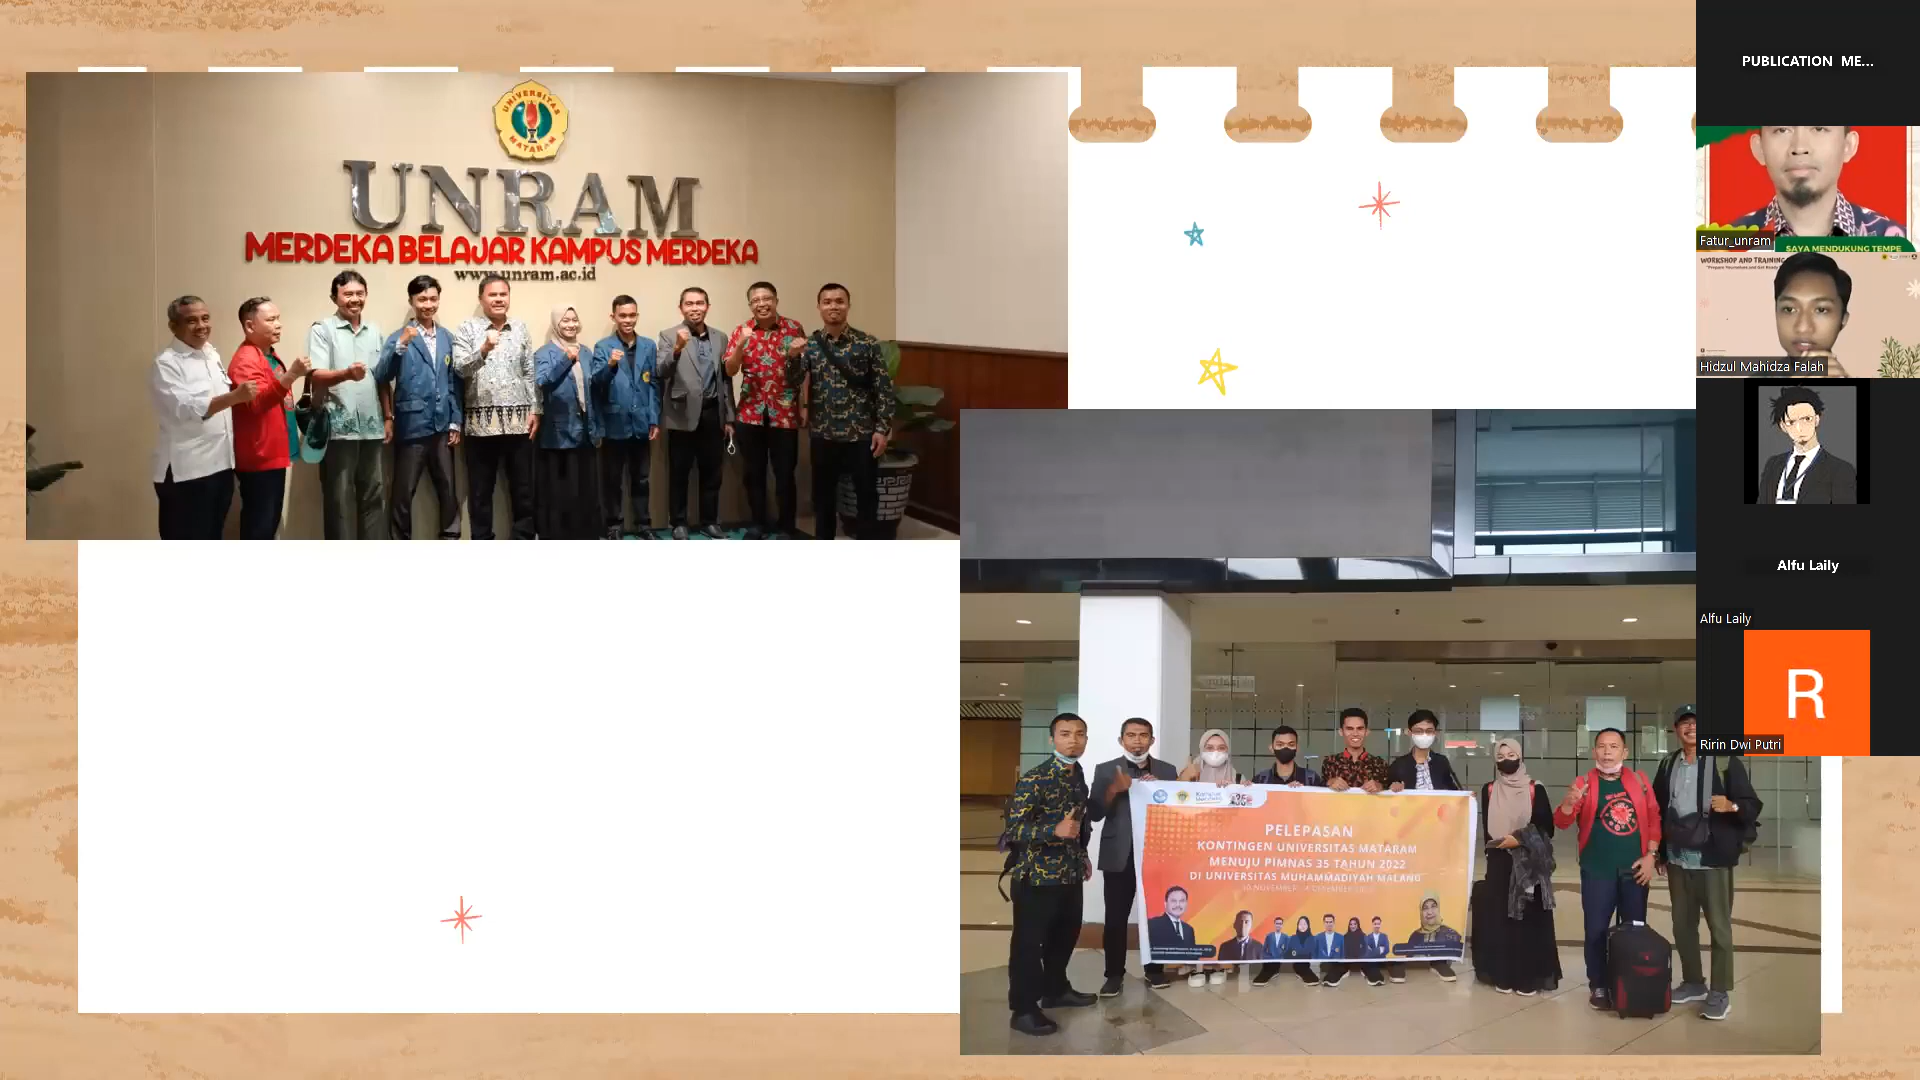 UNIVERSITAS
MATARAM
UNRAM
MERDEKA BELAJAR KAMPUS MERDEKA
www.unram.ac.id
PELEPASAN
KONTINGEN UNIVERSITAS MATARAM
MENUJU PIMNAS 35 TAHUN 2022
DI UNIVERSITAS MUHAMMADIYAH MALANG
PUBLICATION ME...
Fatur_unram
SAYA MENDUKUNG TEMPE
WORKSHOP AND TRAINING
Hidzul Mahidza Falah
Alfu Laily
Alfu Laily
R
Ririn Dwi Putri